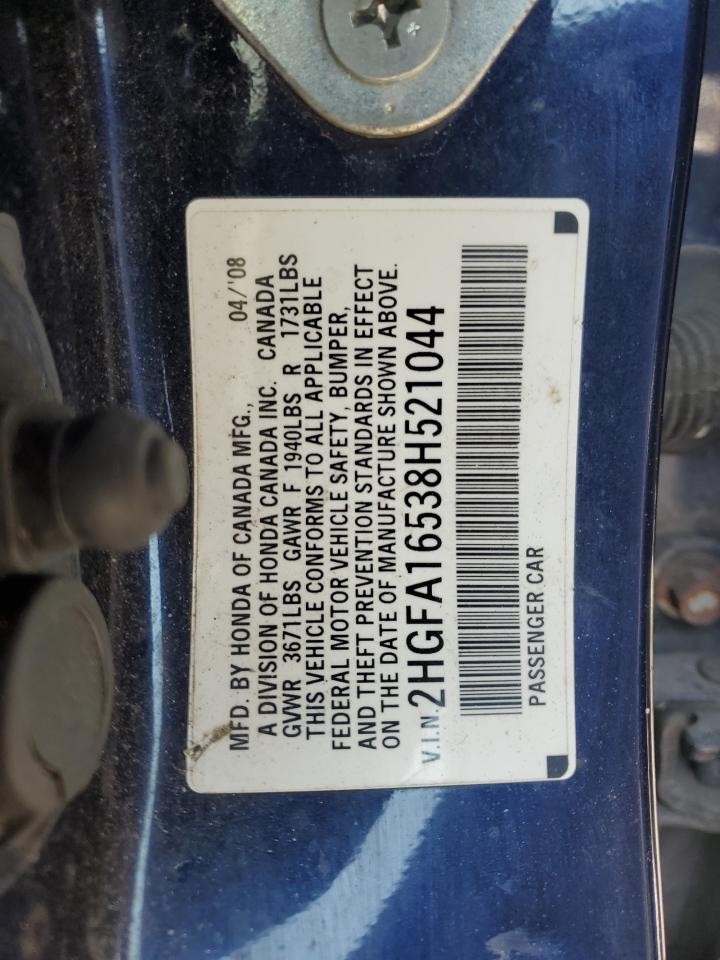 MFD. BY HONDA OF CANADA MFG., 04/'08
A DIVISION OF HONDA CANADA INC. CANADA
GVWR 3671LBS GAWR F 1940LBS R 1731LBS
THIS VEHICLE CONFORMS TO ALL APPLICABLE
FEDERAL MOTOR VEHICLE SAFETY, BUMPER,
AND THEFT PREVENTION STANDARDS IN EFFECT
ON THE DATE OF MANUFACTURE SHOWN ABOVE.
V.I.N. 2HGFA16538H521044
PASSENGER CAR